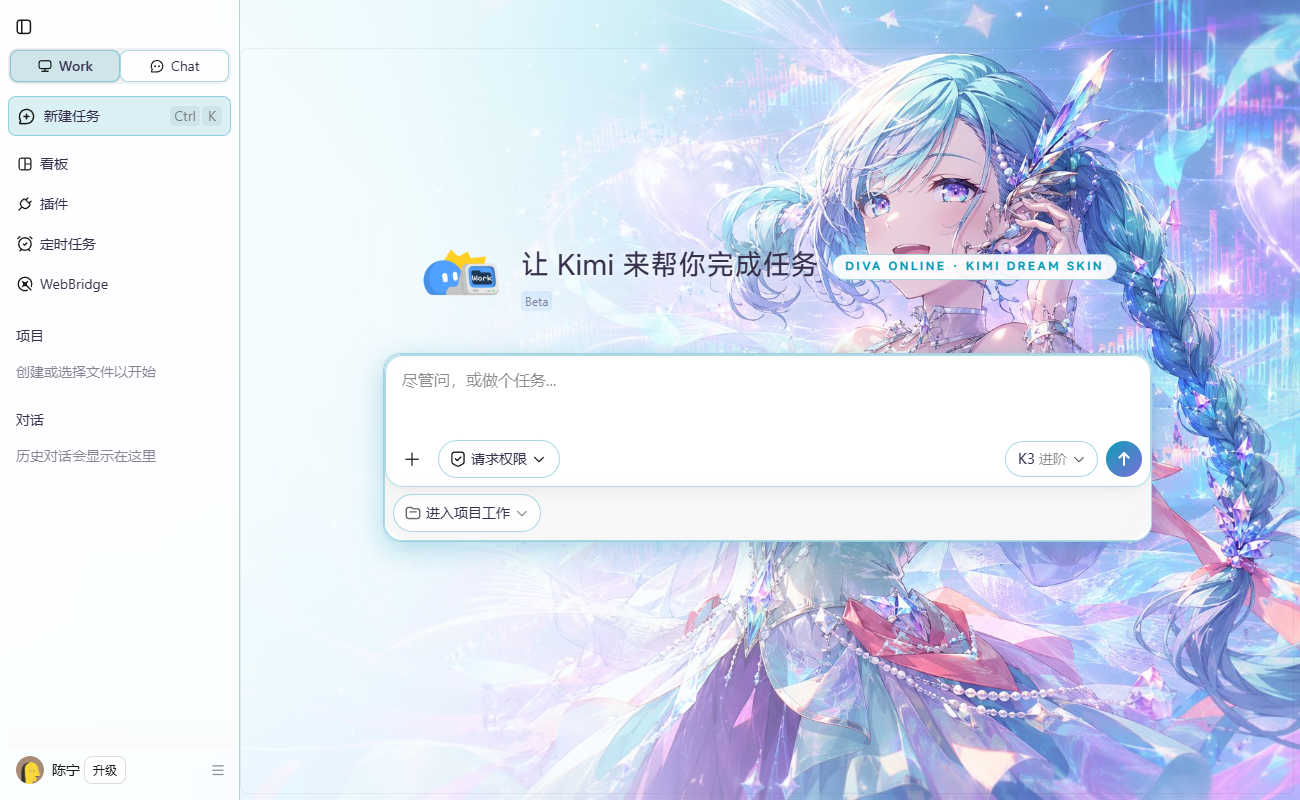 Work
Chat
新建任务
Ctrl K
看板
插件
定时任务
WebBridge
项目
创建或选择文件以开始
对话
历史对话会显示在这里
陈宁
升级
Work
让 Kimi 来帮你完成任务
DIVA ONLINE · KIMI DREAM SKIN
Beta
尽管问，或做个任务...
请求权限
K3 进阶
进入项目工作